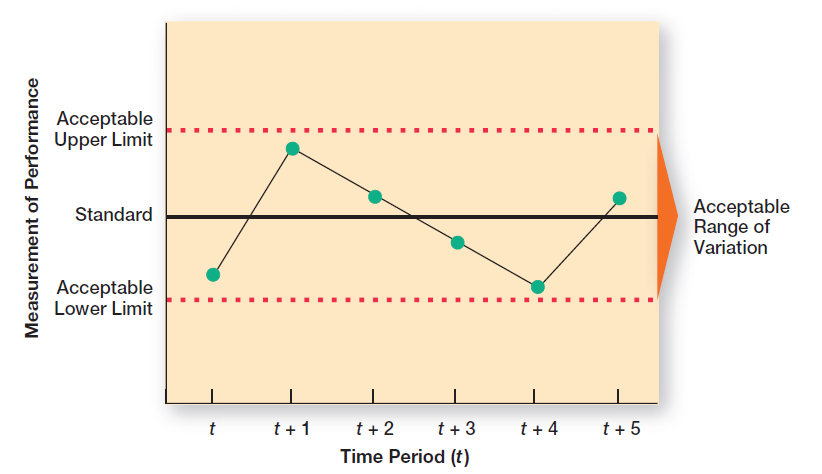 Measurement of Performance
Acceptable
Upper Limit
Standard
Acceptable
Lower Limit
Acceptable
Range of
Variation
t
t + 1
t + 2
t + 3
t + 4
t + 5
Time Period (t)